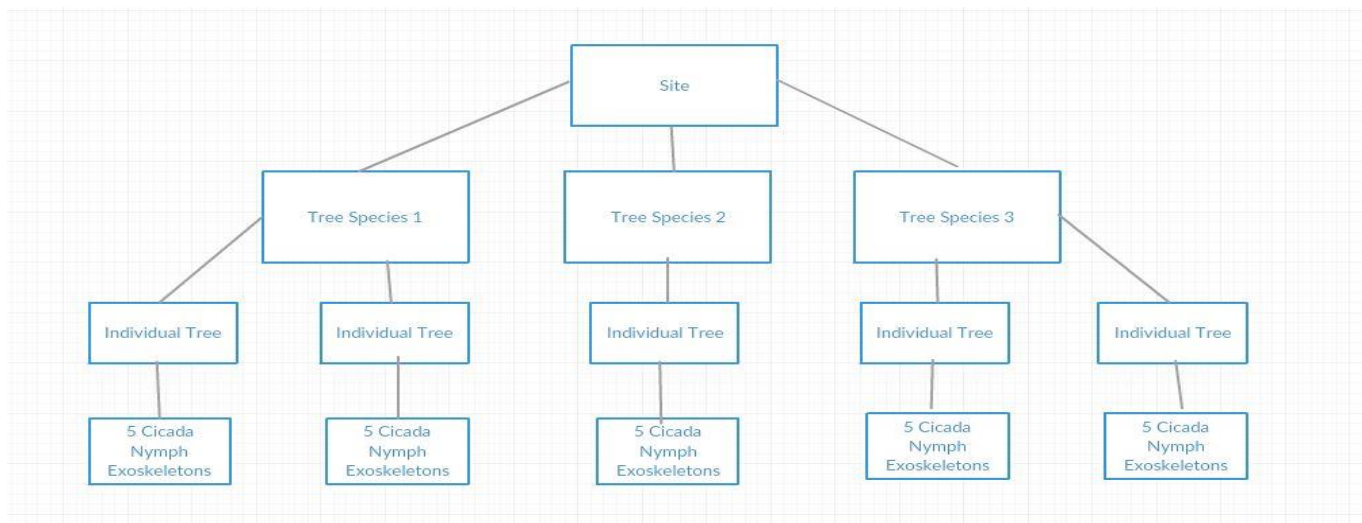 Site
Tree Species 1
Tree Species 2
Tree Species 3
Individual Tree
Individual Tree
Individual Tree
Individual Tree
Individual Tree
5 Cicada
Nymph
Exoskeletons
5 Cicada
Nymph
Exoskeletons
5 Cicada
Nymph
Exoskeletons
5 Cicada
Nymph
Exoskeletons
5 Cicada
Nymph
Exoskeletons